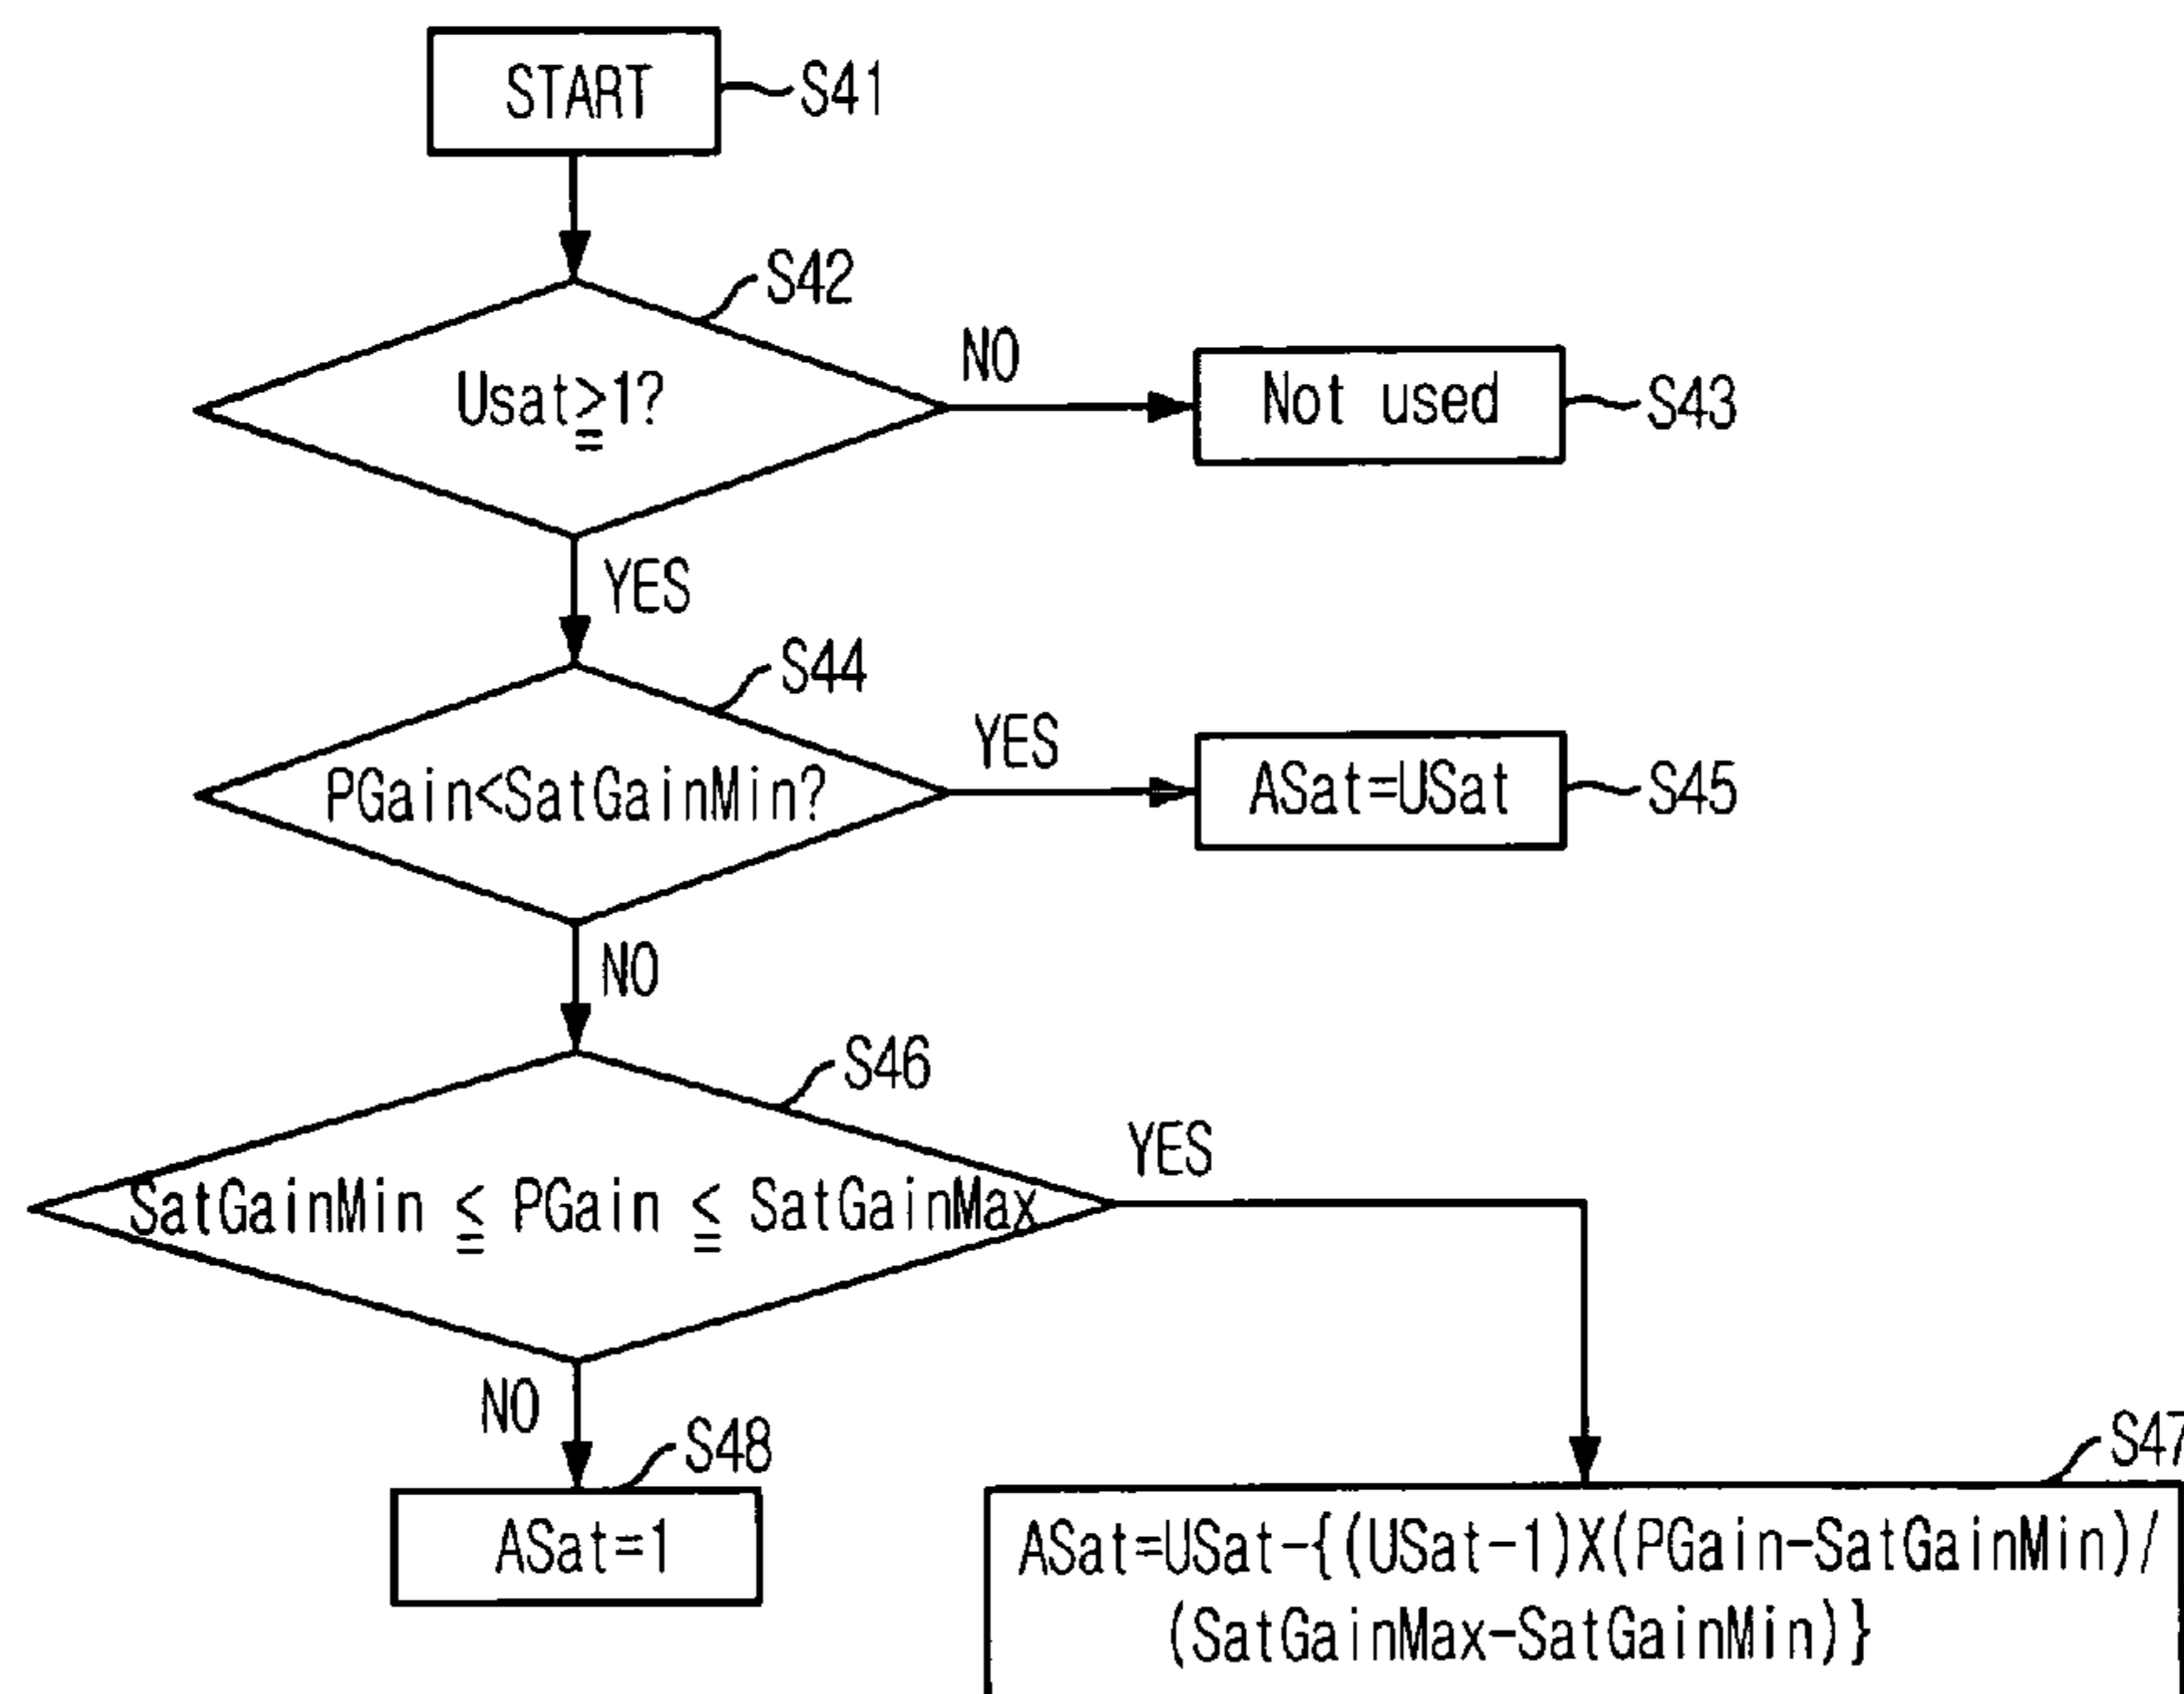 START
S41
S42
Usat≧1?
NO
Not used
S43
YES
S44
PGain<SatGainMin?
YES
ASat=USat
S45
NO
S46
SatGainMin ≦ PGain ≦ SatGainMax
YES
NO
S48
ASat=1
S47
ASat=USat-{(USat-1)X(PGain-SatGainMin)/
(SatGainMax-SatGainMin)}